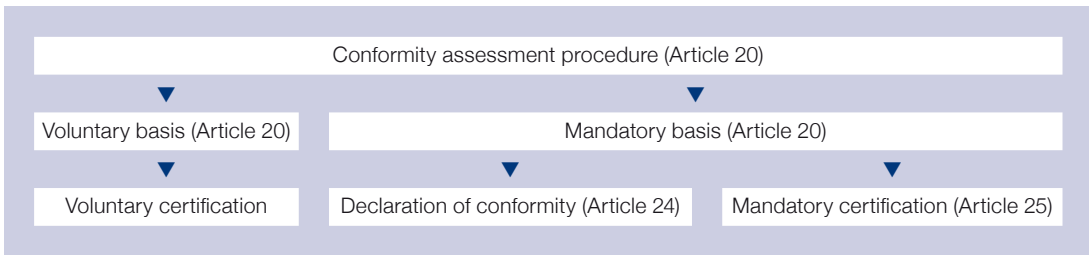 Conformity assessment procedure (Article 20)
Voluntary basis (Article 20)
Mandatory basis (Article 20)
Voluntary certification
Declaration of conformity (Article 24)
Mandatory certification (Article 25)